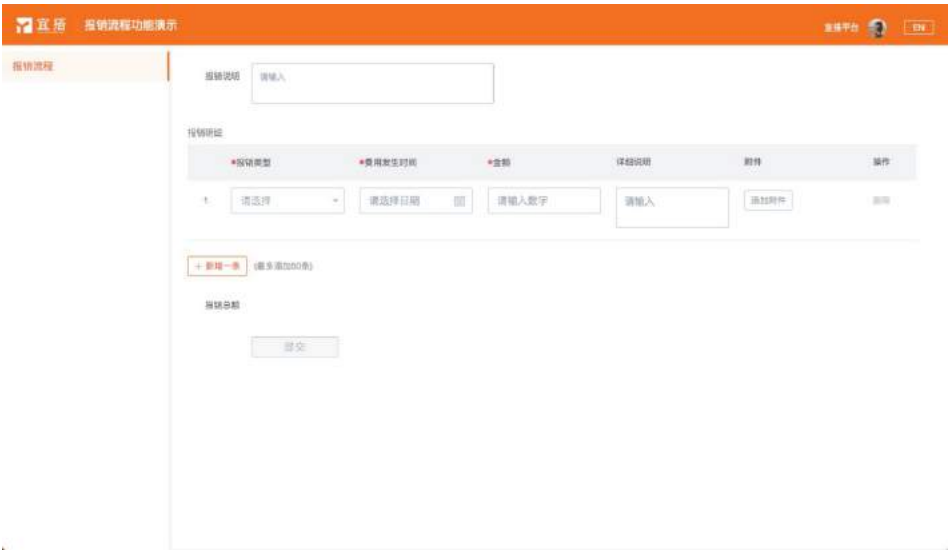 宜搭 报销流程功能演示 宜搭平台 EN
报销流程
报销说明 请输入
报销明细
*报销类型 *费用发生时间 *金额 详细说明 附件 操作
1. 请选择 请选择日期 请输入数字 请输入 添加附件 删除
+ 新增一条 (最多添加50条)
报销总额
提交